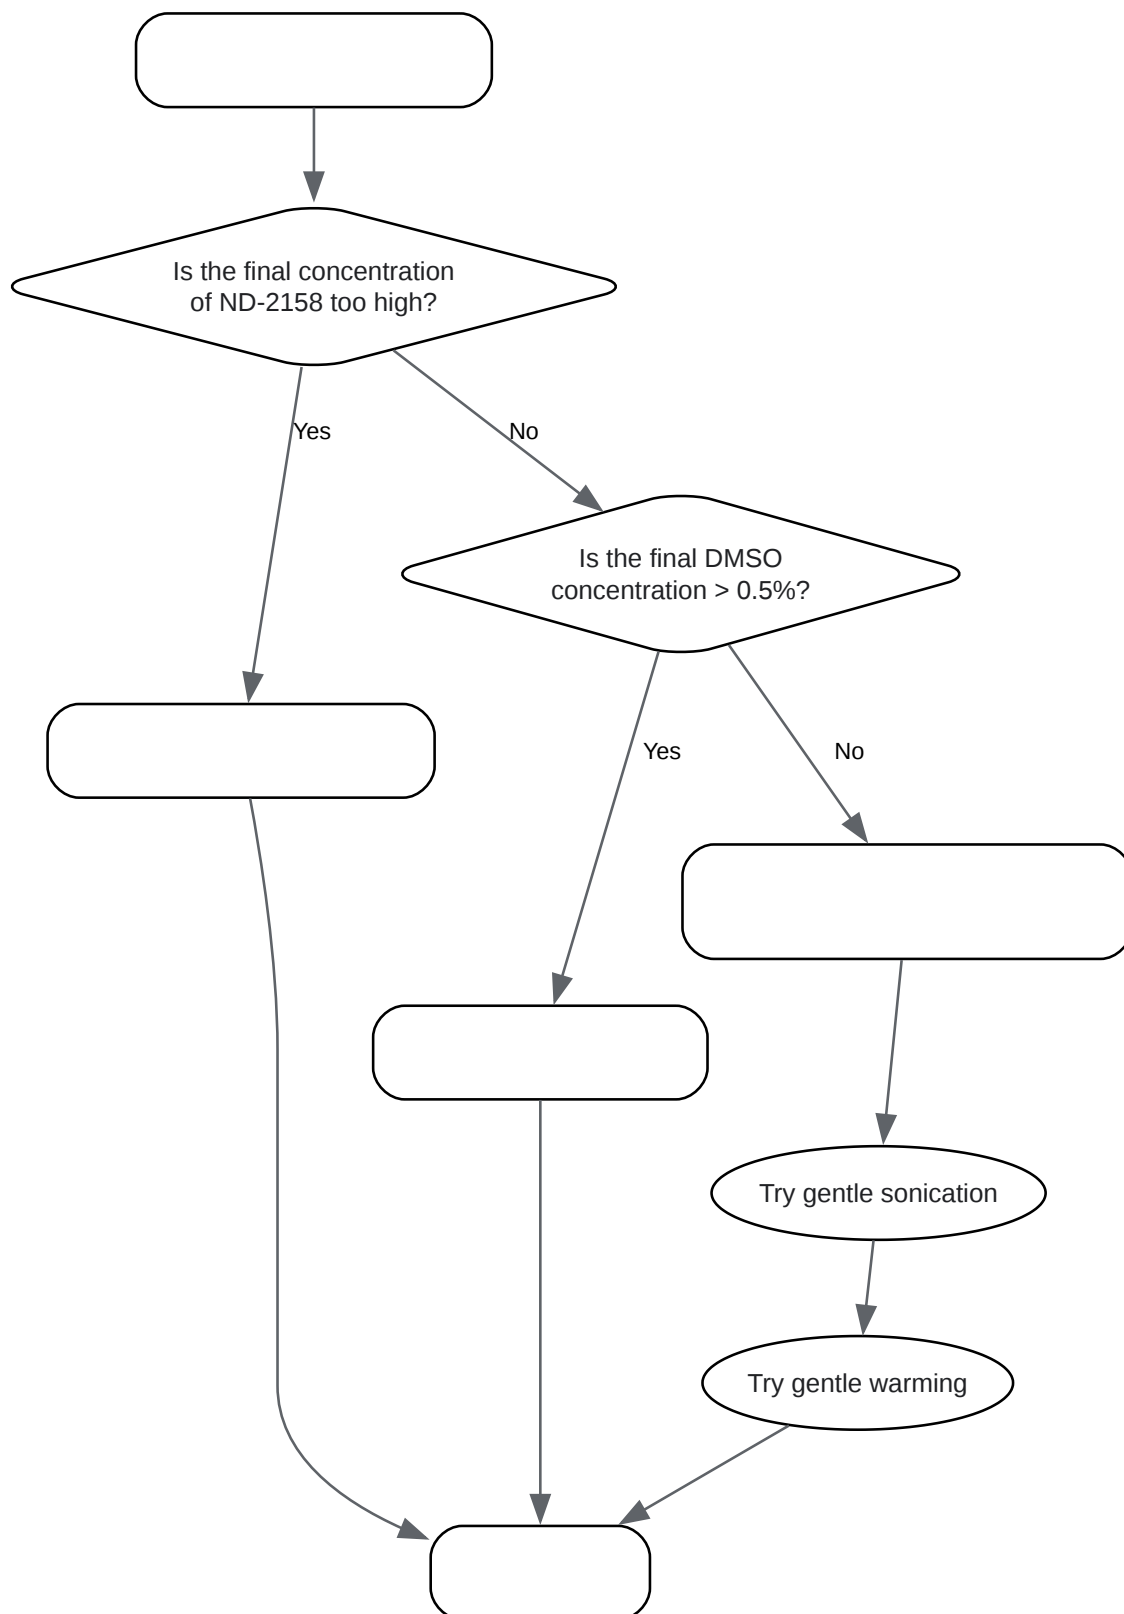 Is the final concentration
of ND-2158 too high?
Yes
No
Is the final DMSO
concentration > 0.5%?
Yes
No
Try gentle sonication
Try gentle warming